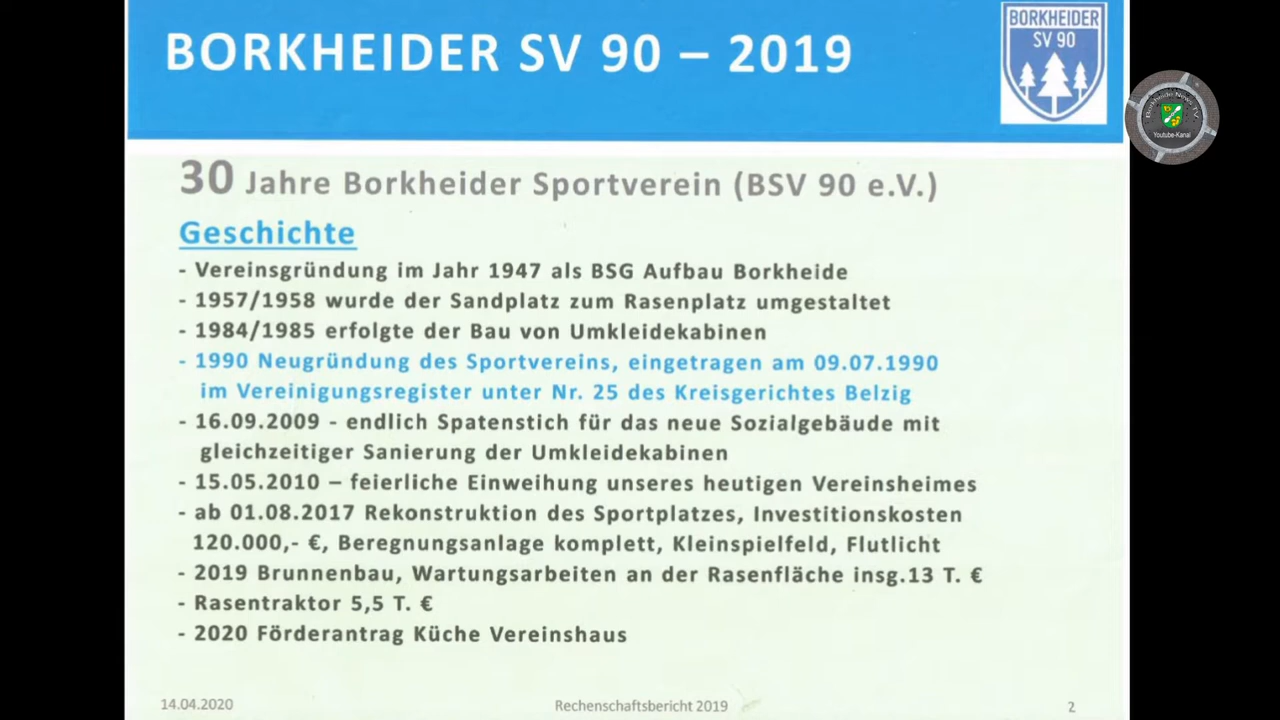 BORKHEIDER SV 90 – 2019
BORKHEIDER
SV 90
Borkheide News T.V.
Youtube-Kanal
30 Jahre Borkheider Sportverein (BSV 90 e.V.)
Geschichte
- Vereinsgründung im Jahr 1947 als BSG Aufbau Borkheide
- 1957/1958 wurde der Sandplatz zum Rasenplatz umgestaltet
- 1984/1985 erfolgte der Bau von Umkleidekabinen
- 1990 Neugründung des Sportvereins, eingetragen am 09.07.1990
im Vereinigungsregister unter Nr. 25 des Kreisgerichtes Belzig
- 16.09.2009 - endlich Spatenstich für das neue Sozialgebäude mit
gleichzeitiger Sanierung der Umkleidekabinen
- 15.05.2010 – feierliche Einweihung unseres heutigen Vereinsheimes
- ab 01.08.2017 Rekonstruktion des Sportplatzes, Investitionskosten
120.000,- €, Beregnungsanlage komplett, Kleinspielfeld, Flutlicht
- 2019 Brunnenbau, Wartungsarbeiten an der Rasenfläche insg.13 T. €
- Rasentraktor 5,5 T. €
- 2020 Förderantrag Küche Vereinshaus
14.04.2020
Rechenschaftsbericht 2019
2